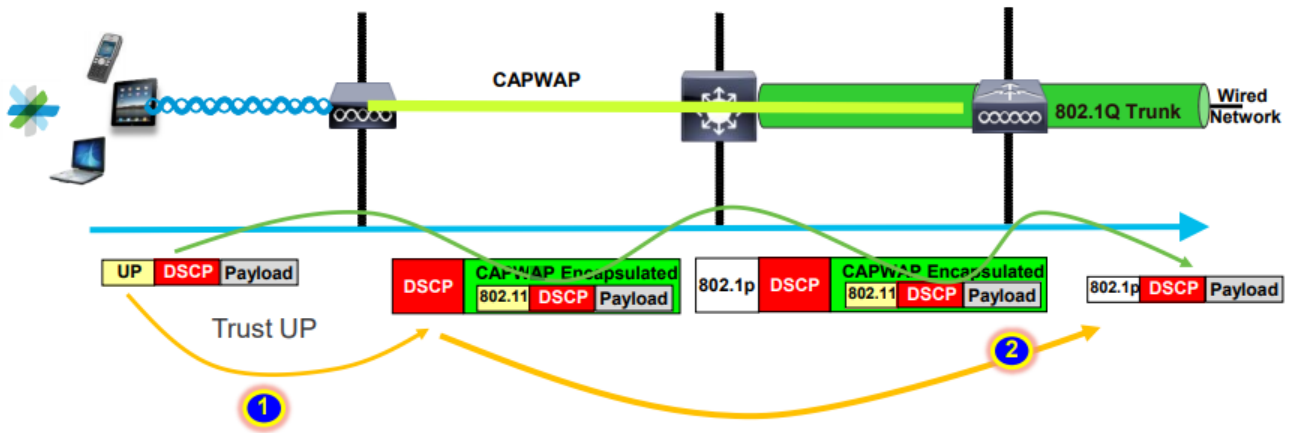 CAPWAP
802.1Q Trunk
Wired
Network
UP DSCP Payload
DSCP
CAPWAP Encapsulated
802.11 DSCP Payload
802.1p DSCP
CAPWAP Encapsulated
802.11 DSCP Payload
802.1p DSCP Payload
Trust UP
1
2